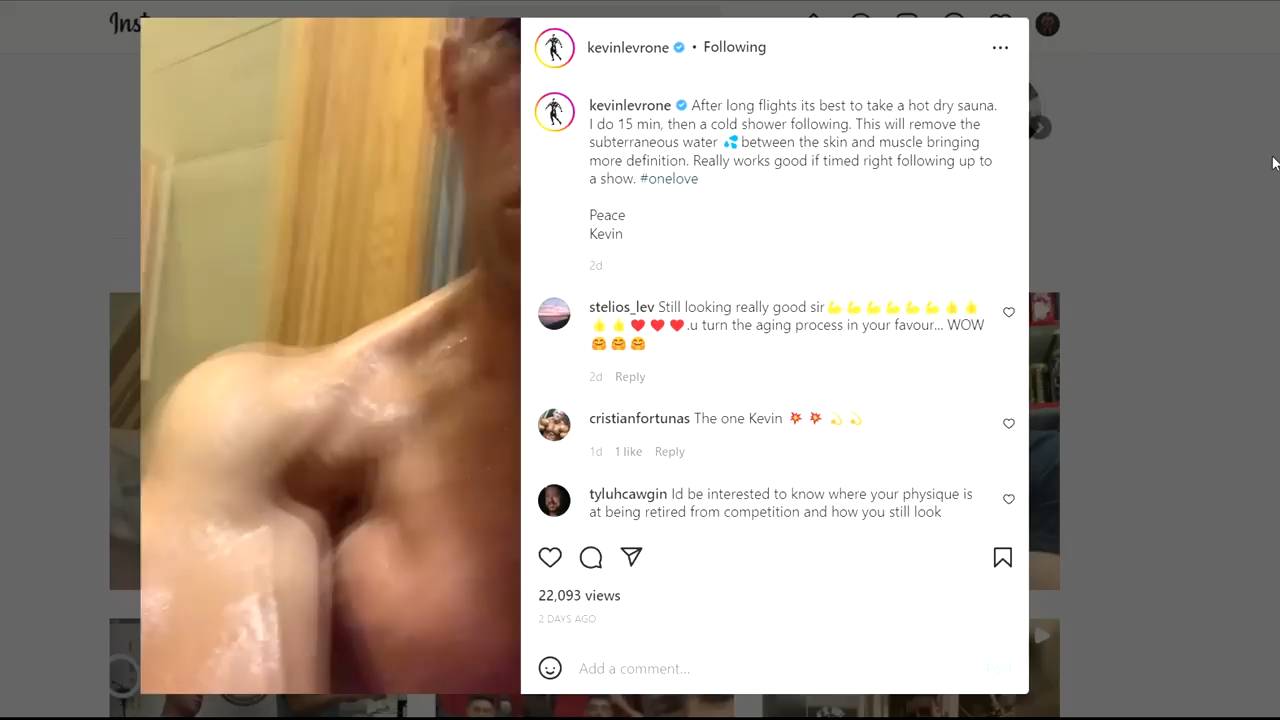 Inst
kevinlevrone • Following
kevinlevrone After long flights its best to take a hot dry sauna.
I do 15 min, then a cold shower following. This will remove the
subterraneous water 💦 between the skin and muscle bringing
more definition. Really works good if timed right following up to
a show. #onelove
Peace
Kevin
2d
stelios_lev Still looking really good sir💪💪💪💪💪💪👍👍
👍👍❤️❤️❤️.u turn the aging process in your favour... WOW
🤗🤗🤗
2d Reply
cristianfortunas The one Kevin 💥💥💫💫
1d 1 like Reply
tyluhcawgin Id be interested to know where your physique is
at being retired from competition and how you still look
22,093 views
2 DAYS AGO
Add a comment...
Post